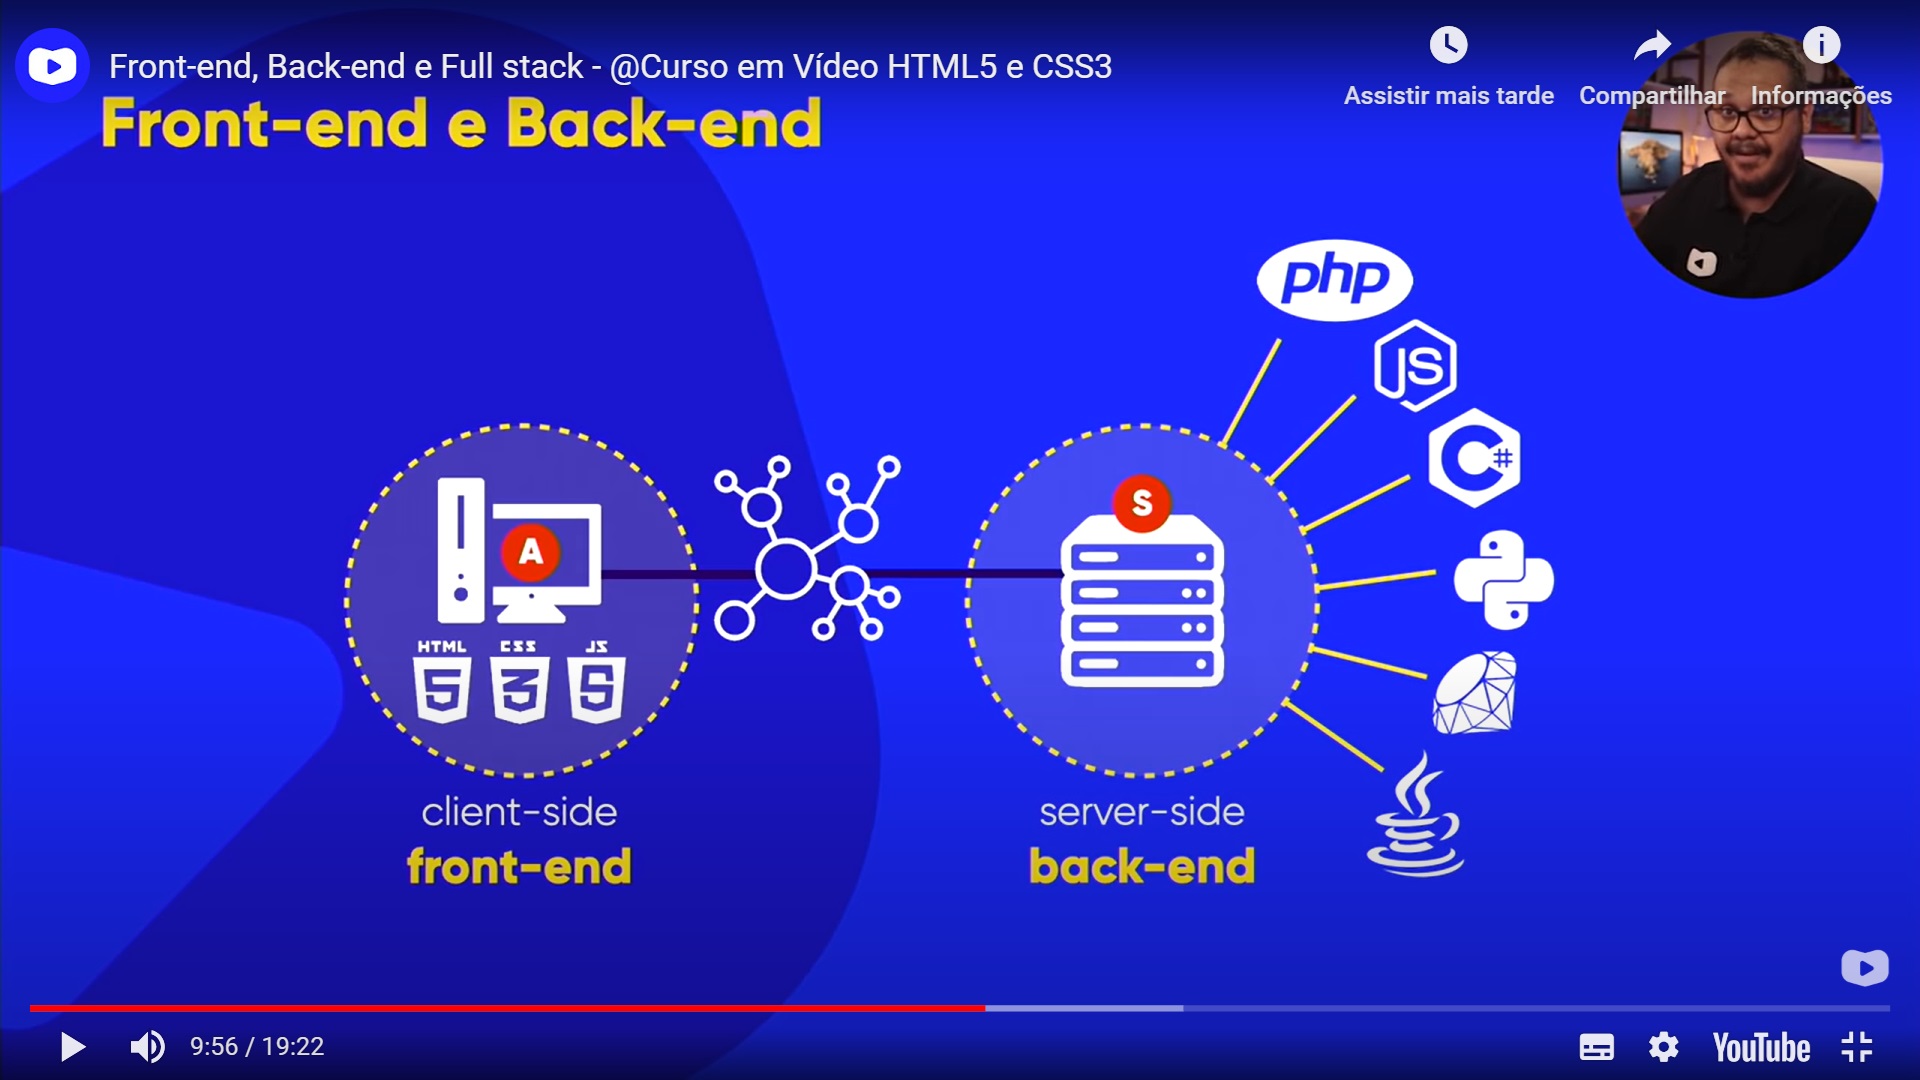 Front-end, Back-end e Full stack - @Curso em Vídeo HTML5 e CSS3
Assistir mais tarde
Compartilhar
Informações
Front-end e Back-end
php
JS
C#
A
S
HTML
CSS
JS
5
3
S
client-side
front-end
server-side
back-end
9:56 / 19:22
YouTube